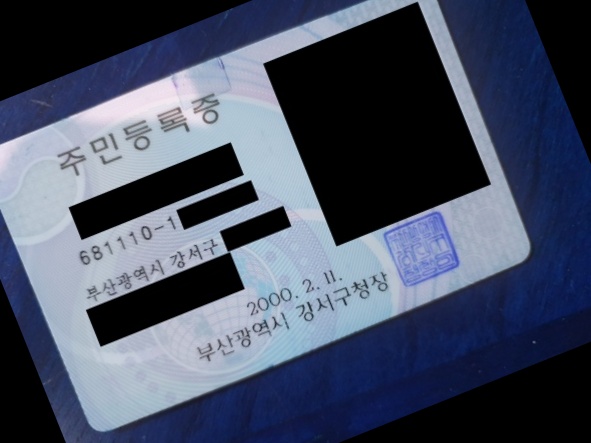 주민등록증
681110-1
부산광역시 강서구
2000. 2. 11.
부산광역시 강서구청장